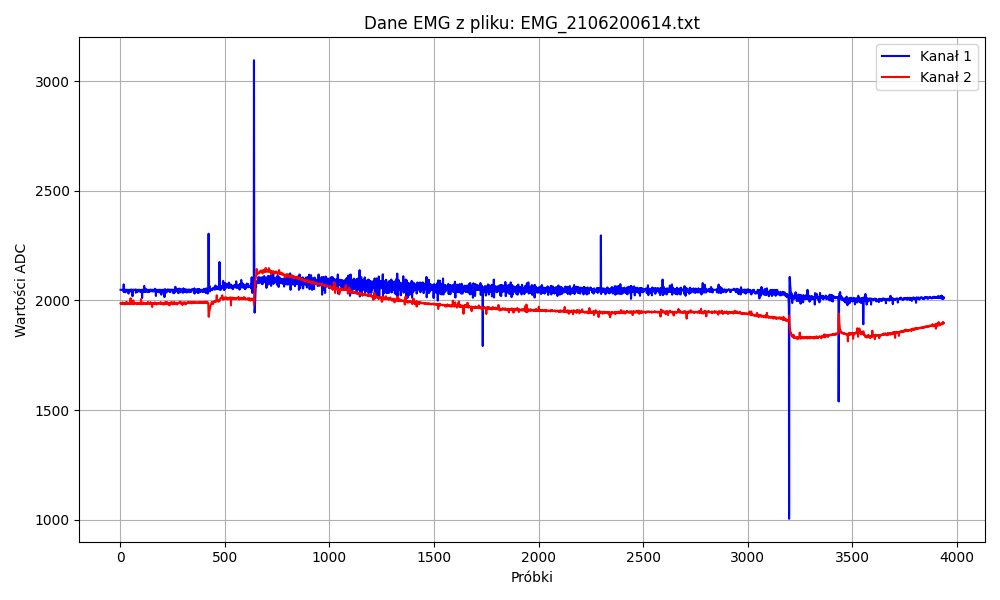 Dane EMG z pliku: EMG_2106200614.txt
Kanał 1
Kanał 2
Wartości ADC
3000
2500
2000
1500
1000
0 500 1000 1500 2000 2500 3000 3500 4000
Próbki